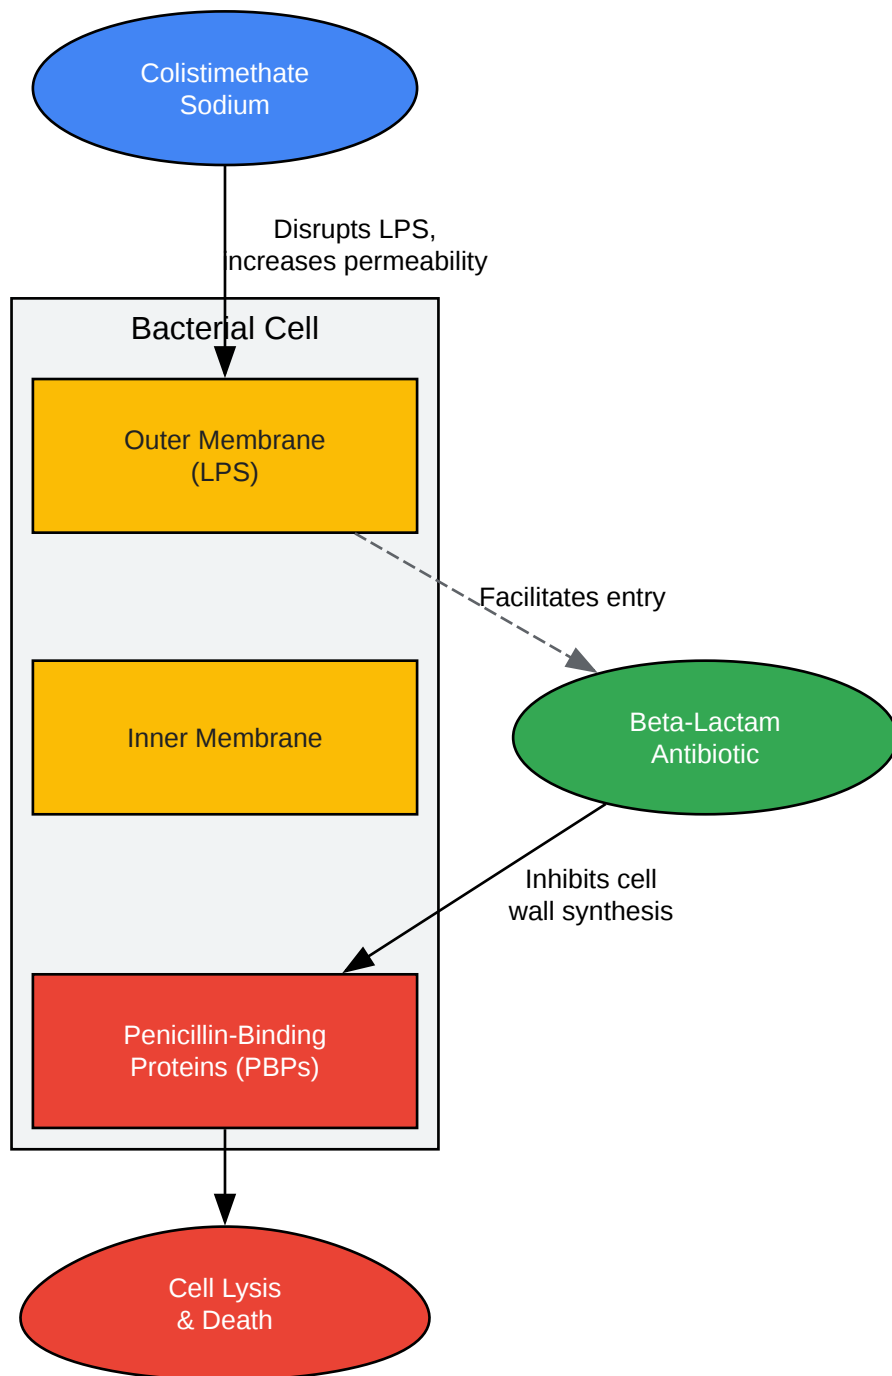 Colistimethate
Sodium
Disrupts LPS,
increases permeability
Bacterial Cell
Outer Membrane
(LPS)
Facilitates entry
Inner Membrane
Beta-Lactam
Antibiotic
Inhibits cell
wall synthesis
Penicillin-Binding
Proteins (PBPs)
Cell Lysis
& Death